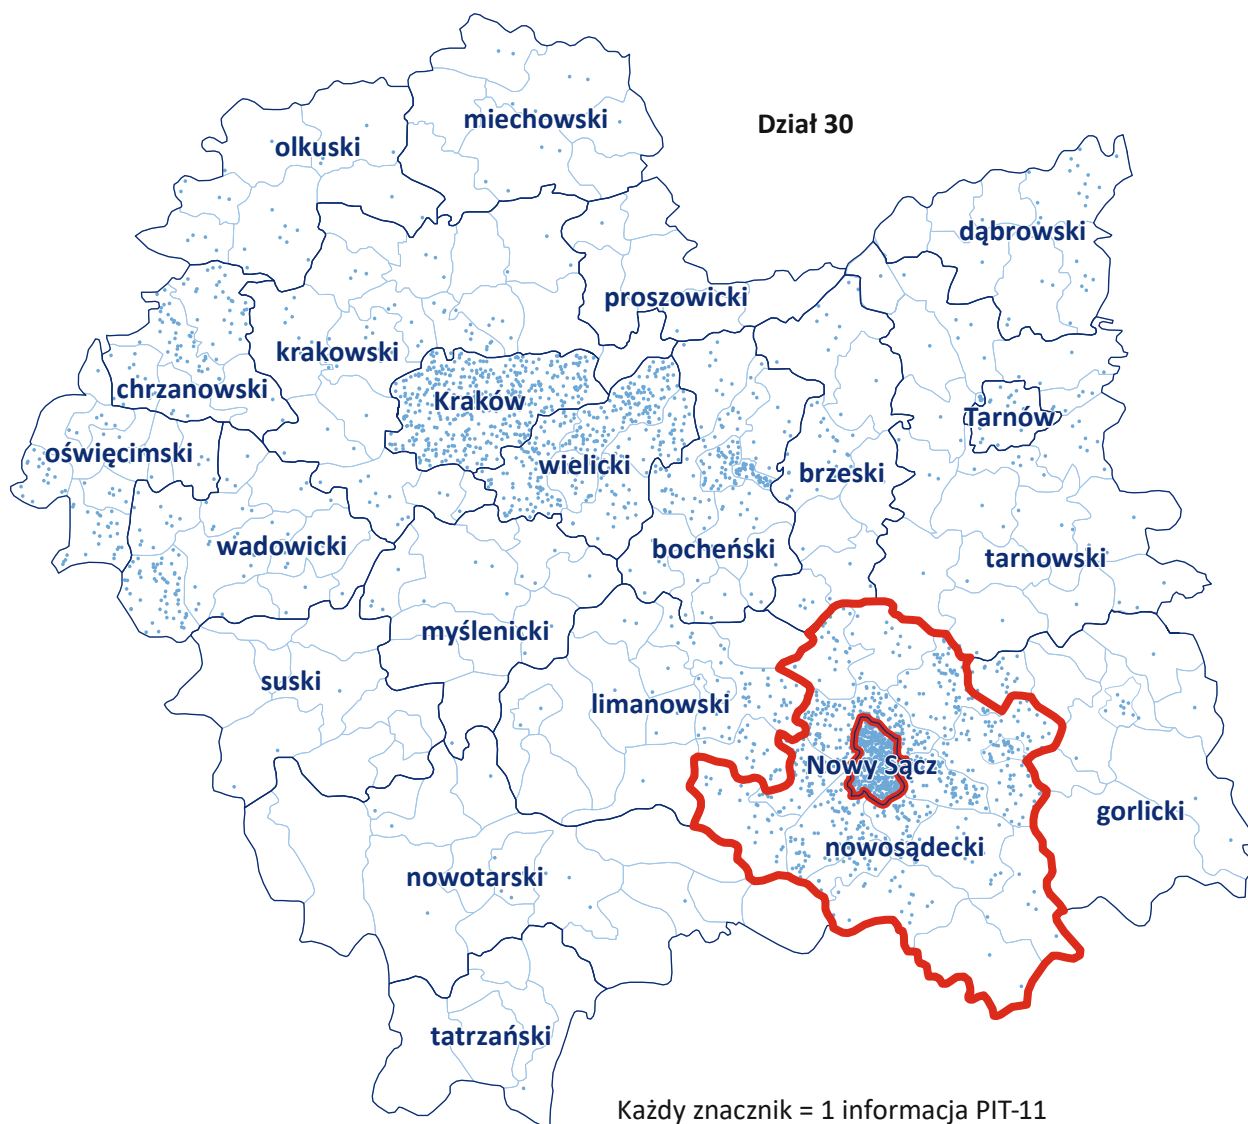 miechowski
Dział 30
olkuski
dąbrowski
proszowicki
krakowski
chrzanowski
Kraków
Tarnów
oświęcimski
wielicki
brzeski
wadowicki
bocheński
tarnowski
myślenicki
suski
limanowski
Nowy Sącz
gorlicki
nowosądecki
nowotarski
tatrzański
Każdy znacznik = 1 informacja PIT-11